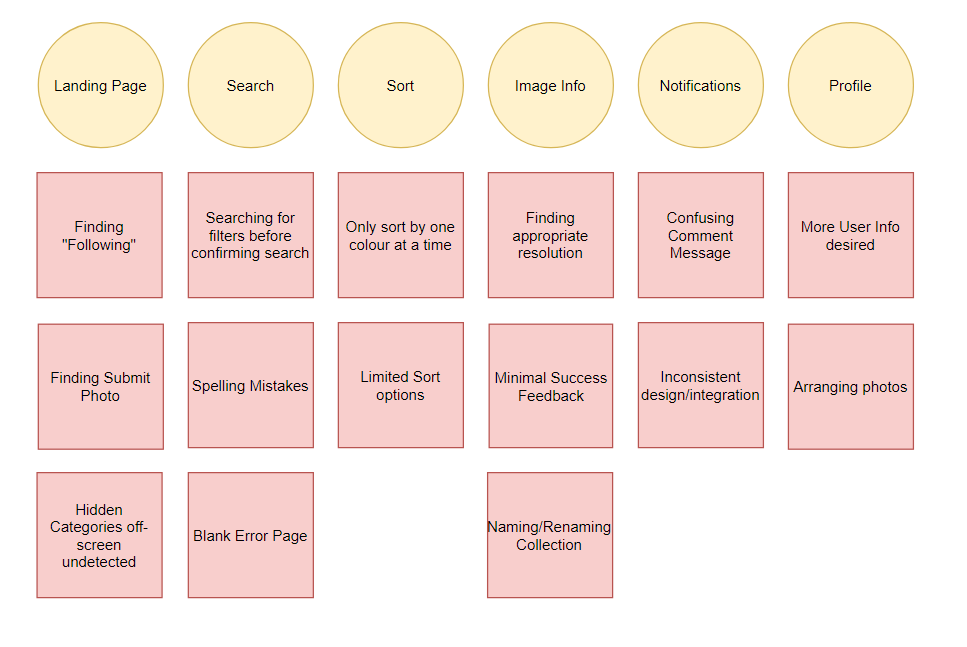 Landing Page
Search
Sort
Image Info
Notifications
Profile
Finding
"Following"
Searching for
filters before
confirming search
Only sort by one
colour at a time
Finding
appropriate
resolution
Confusing
Comment
Message
More User Info
desired
Finding Submit
Photo
Spelling Mistakes
Limited Sort
options
Minimal Success
Feedback
Inconsistent
design/integration
Arranging photos
Hidden
Categories off-
screen
undetected
Blank Error Page
Naming/Renaming
Collection